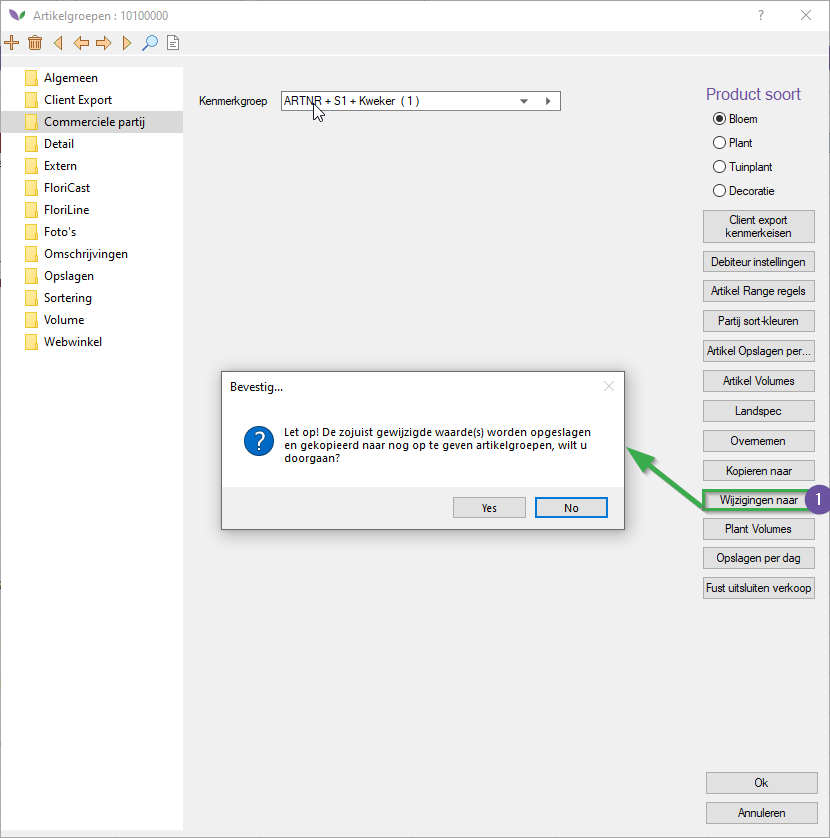 Artikelgroepen : 10100000
?
Algemeen
Client Export
Commerciele partij
Detail
Extern
FloriCast
FloriLine
Foto's
Omschrijvingen
Opslagen
Sortering
Volume
Webwinkel
Kenmerkgroep
ARTNR + S1 + Kweker ( 1 )
Product soort
Bloem
Plant
Tuinplant
Decoratie
Client export
kenmerkeisen
Debiteur instellingen
Artikel Range regels
Partij sort-kleuren
Artikel Opslagen per...
Artikel Volumes
Landspec
Overnemen
Kopieren naar
Wijzigingen naar
1
Plant Volumes
Opslagen per dag
Fust uitsluiten verkoop
Bevestig...
?
Let op! De zojuist gewijzigde waarde(s) worden opgeslagen
en gekopieerd naar nog op te geven artikelgroepen, wilt u
doorgaan?
Yes
No
Ok
Annuleren